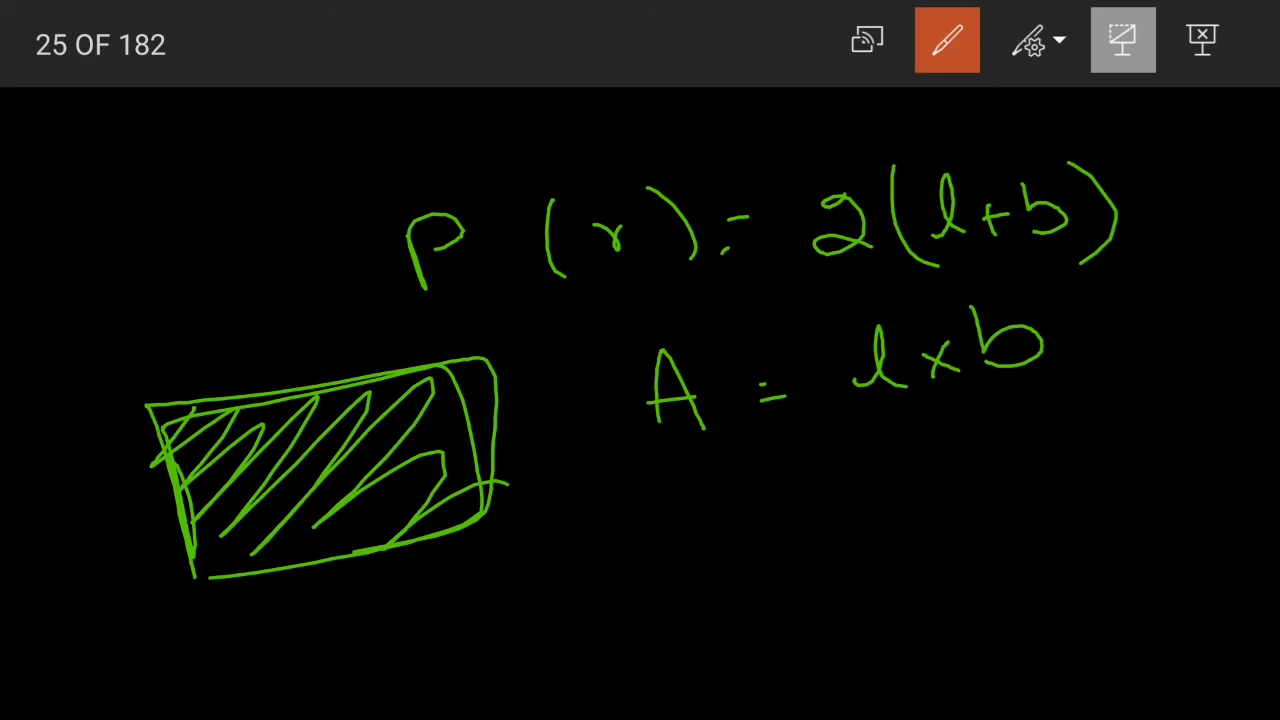 25 OF 182
P (r) = 2(l+b)
A = l×b